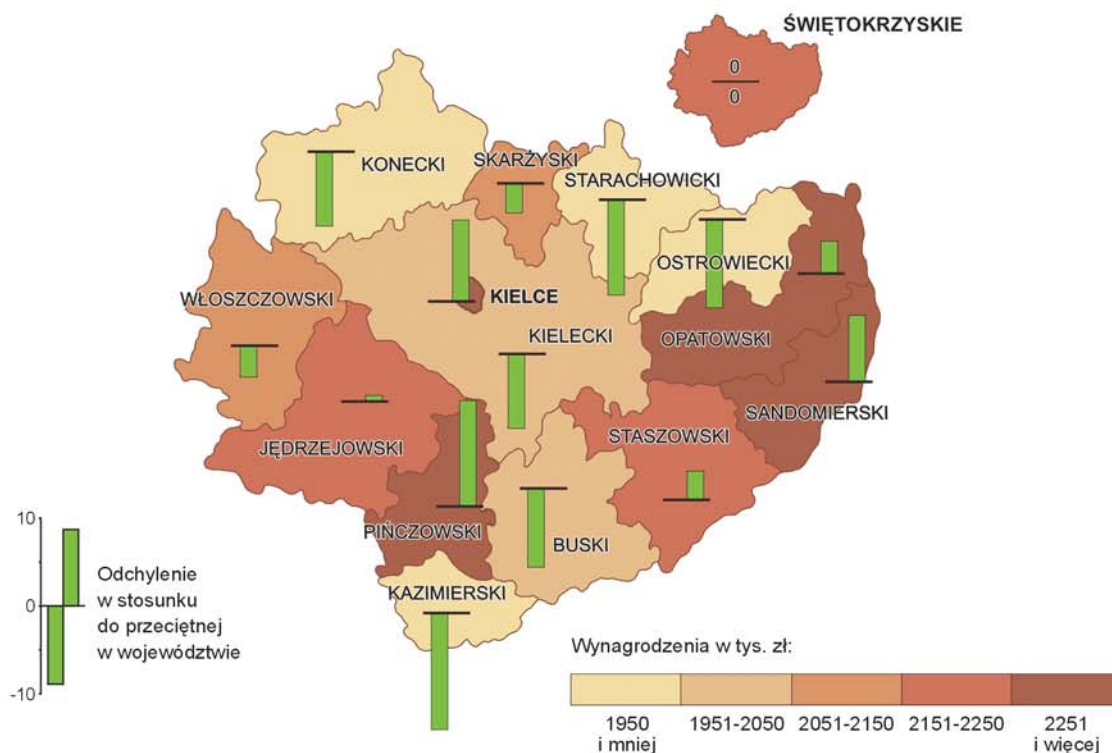 ŚWIĘTOKRZYSKIE
0
0
KONECKI
SKARŻYSKI
STARACHOWICKI
OSTROWIECKI
WŁOSZCZOWSKI
KIELCE
KIELECKI
OPATOWSKI
SANDOMIERSKI
JĘDRZEJOWSKI
STASZOWSKI
PIŃCZOWSKI
BUSKI
KAZIMIERSKI
10
0
-10
Odchylenie
w stosunku
do przeciętnej
w województwie
Wynagrodzenia w tys. zł:
1950
i mniej
1951-2050
2051-2150
2151-2250
2251
i więcej